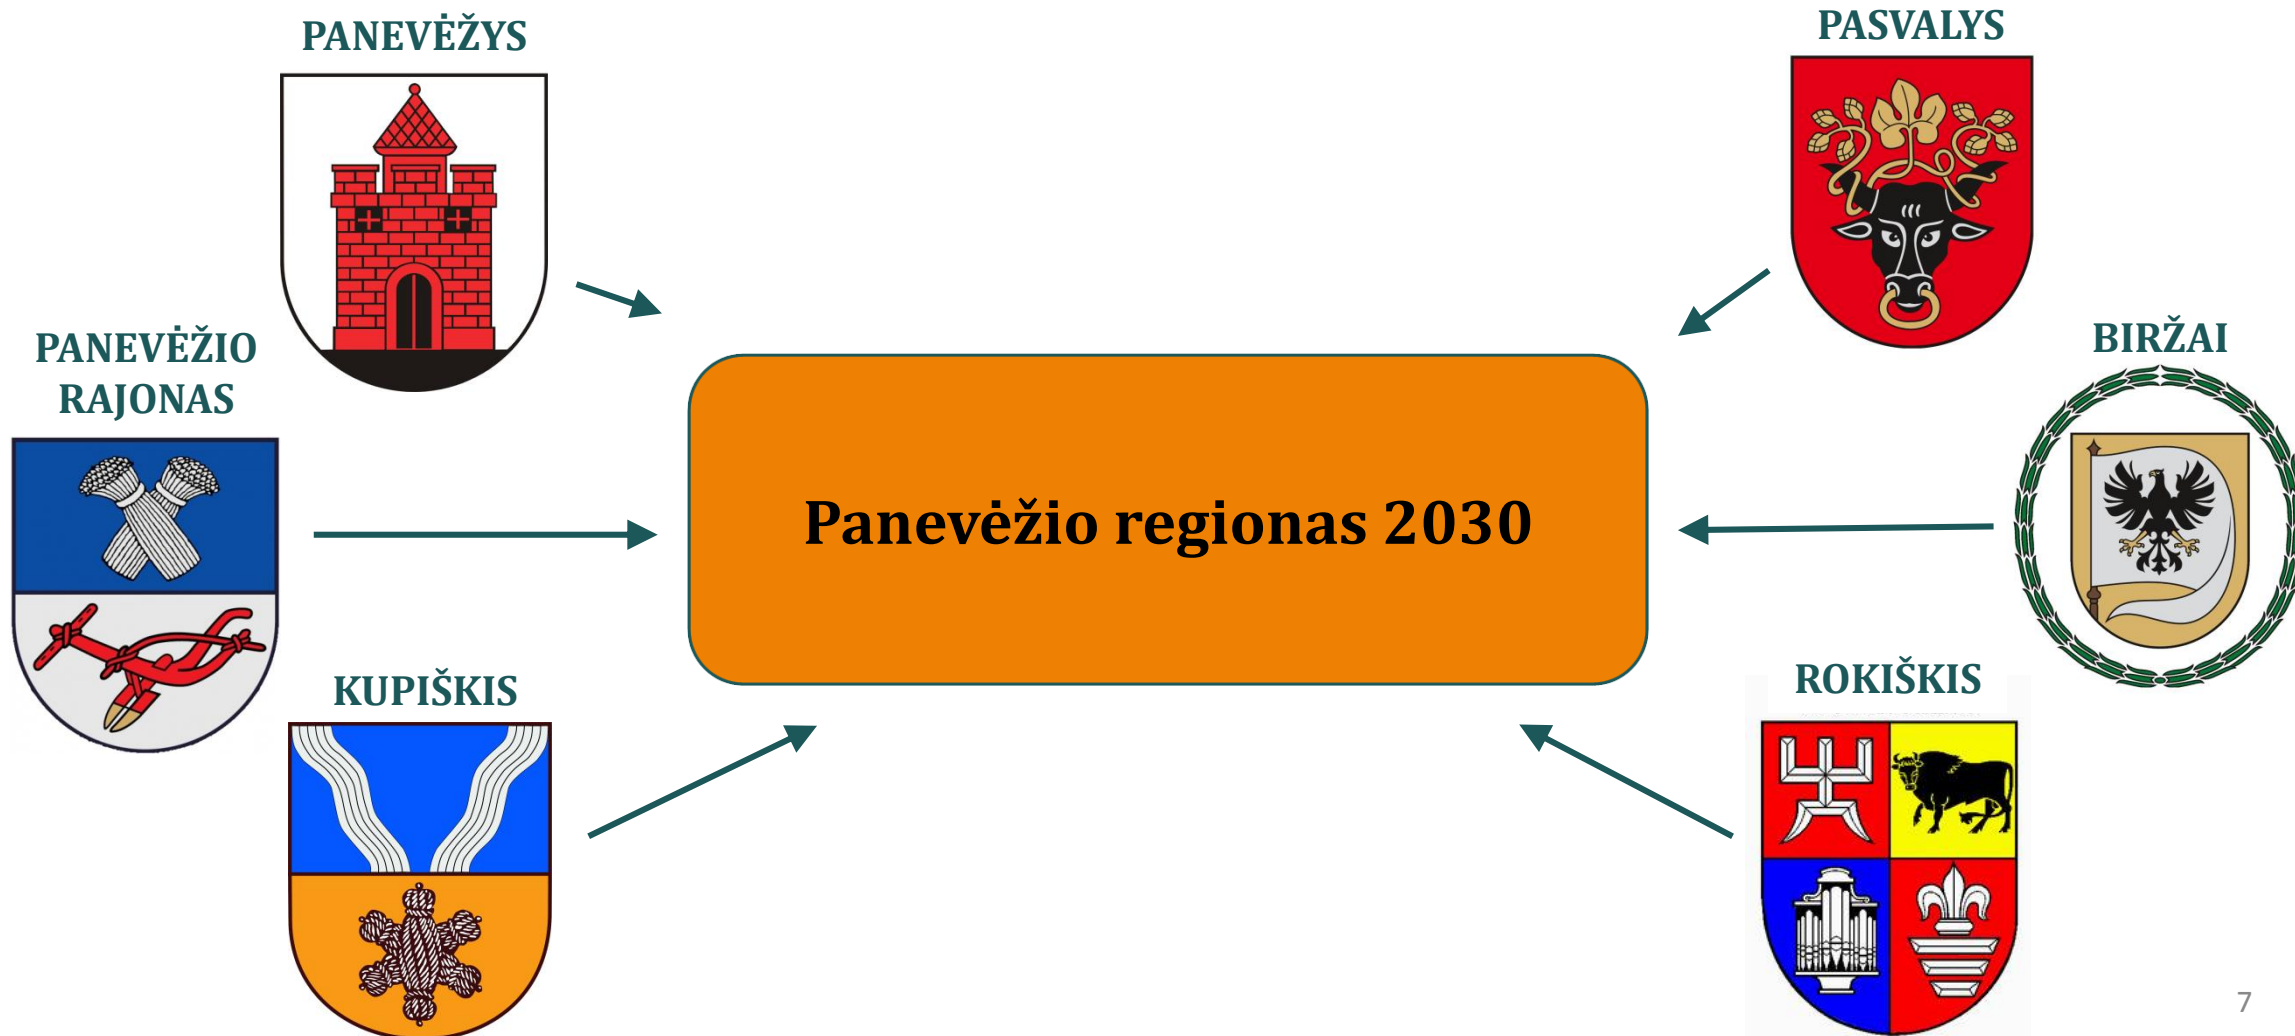 PANEVĖŽYS
PASVALYS
PANEVĖŽIO
RAJONAS
BIRŽAI
Panevėžio regionas 2030
KUPIŠKIS
ROKIŠKIS
7